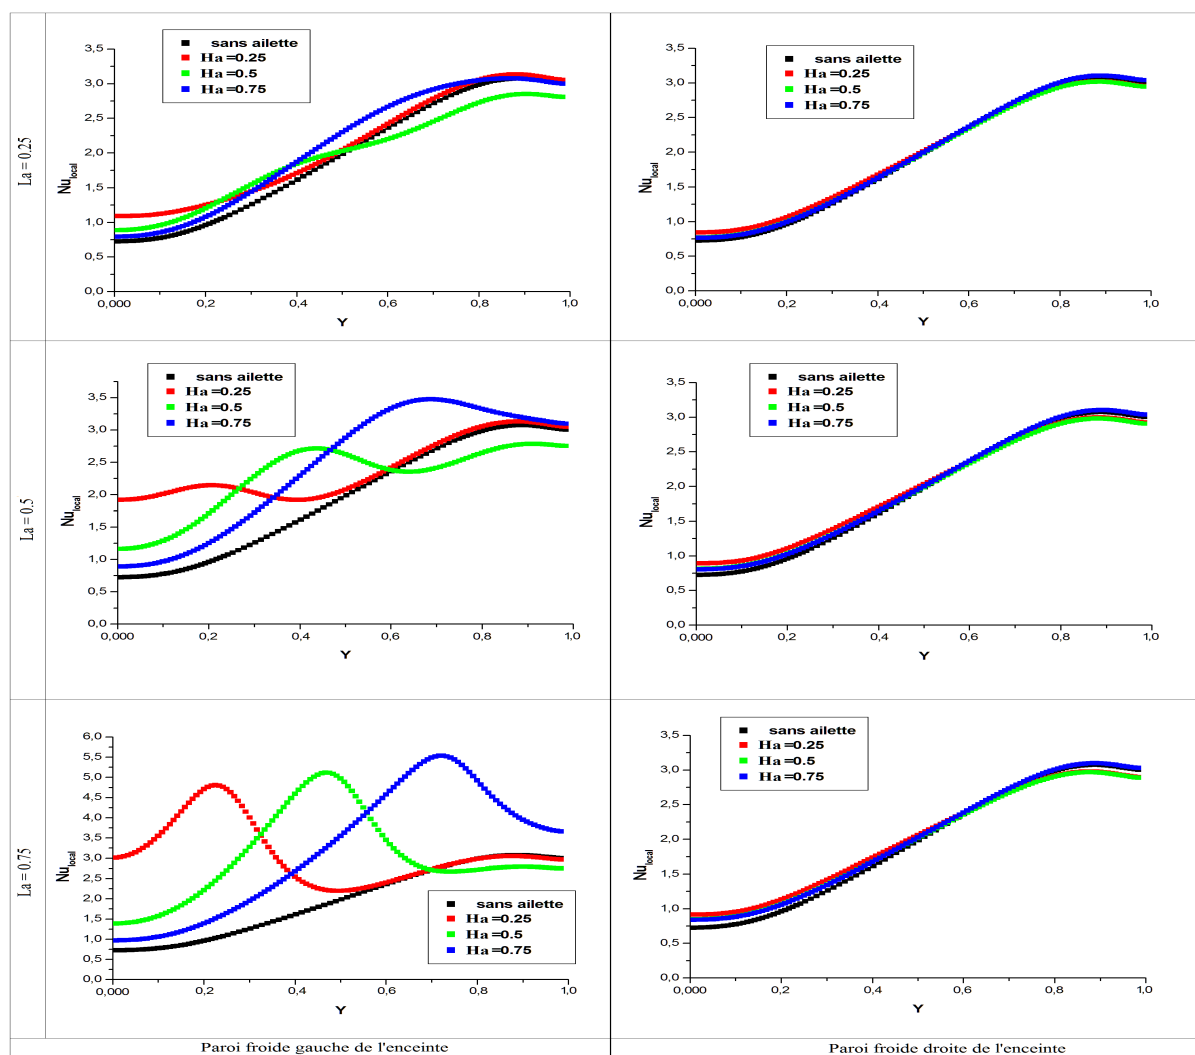 La = 0.25
sans ailette
Ha=0.25
Ha=0.5
Ha=0.75
3,5
3,0
2,5
2,0
1,5
1,0
0,5
0,0
Nu_local
0,000 0,2 0,4 0,6 0,8 1,0
Y
sans ailette
Ha=0.25
Ha=0.5
Ha=0.75
3,5
3,0
2,5
2,0
1,5
1,0
0,5
0,0
Nu_local
0,000 0,2 0,4 0,6 0,8 1,0
Y
La = 0.5
sans ailette
Ha=0.25
Ha=0.5
Ha=0.75
3,5
3,0
2,5
2,0
1,5
1,0
0,5
0,0
Nu_local
0,000 0,2 0,4 0,6 0,8 1,0
Y
sans ailette
Ha=0.25
Ha=0.5
Ha=0.75
3,5
3,0
2,5
2,0
1,5
1,0
0,5
0,0
Nu_local
0,000 0,2 0,4 0,6 0,8 1,0
Y
La = 0.75
6,0
5,5
5,0
4,5
4,0
3,5
3,0
2,5
2,0
1,5
1,0
0,5
0,0
Nu_local
sans ailette
Ha=0.25
Ha=0.5
Ha=0.75
0,000 0,2 0,4 0,6 0,8 1,0
Y
sans ailette
Ha=0.25
Ha=0.5
Ha=0.75
3,5
3,0
2,5
2,0
1,5
1,0
0,5
0,0
Nu_local
0,000 0,2 0,4 0,6 0,8 1,0
Y
Paroi froide gauche de l'enceinte
Paroi froide droite de l'enceinte